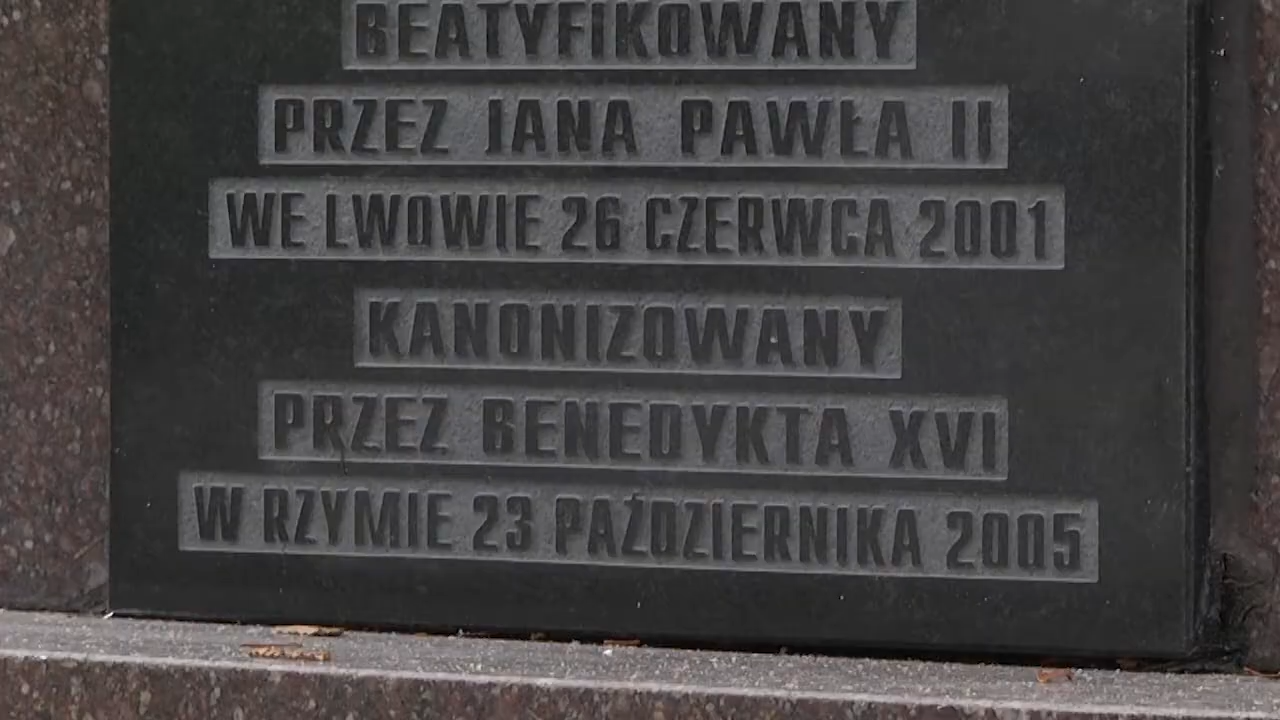 BEATYFIKOWANY
PRZEZ JANA PAWŁA II
WE LWOWIE 26 CZERWCA 2001
KANONIZOWANY
PRZEZ BENEDYKTA XVI
W RZYMIE 23 PAŹDZIERNIKA 2005